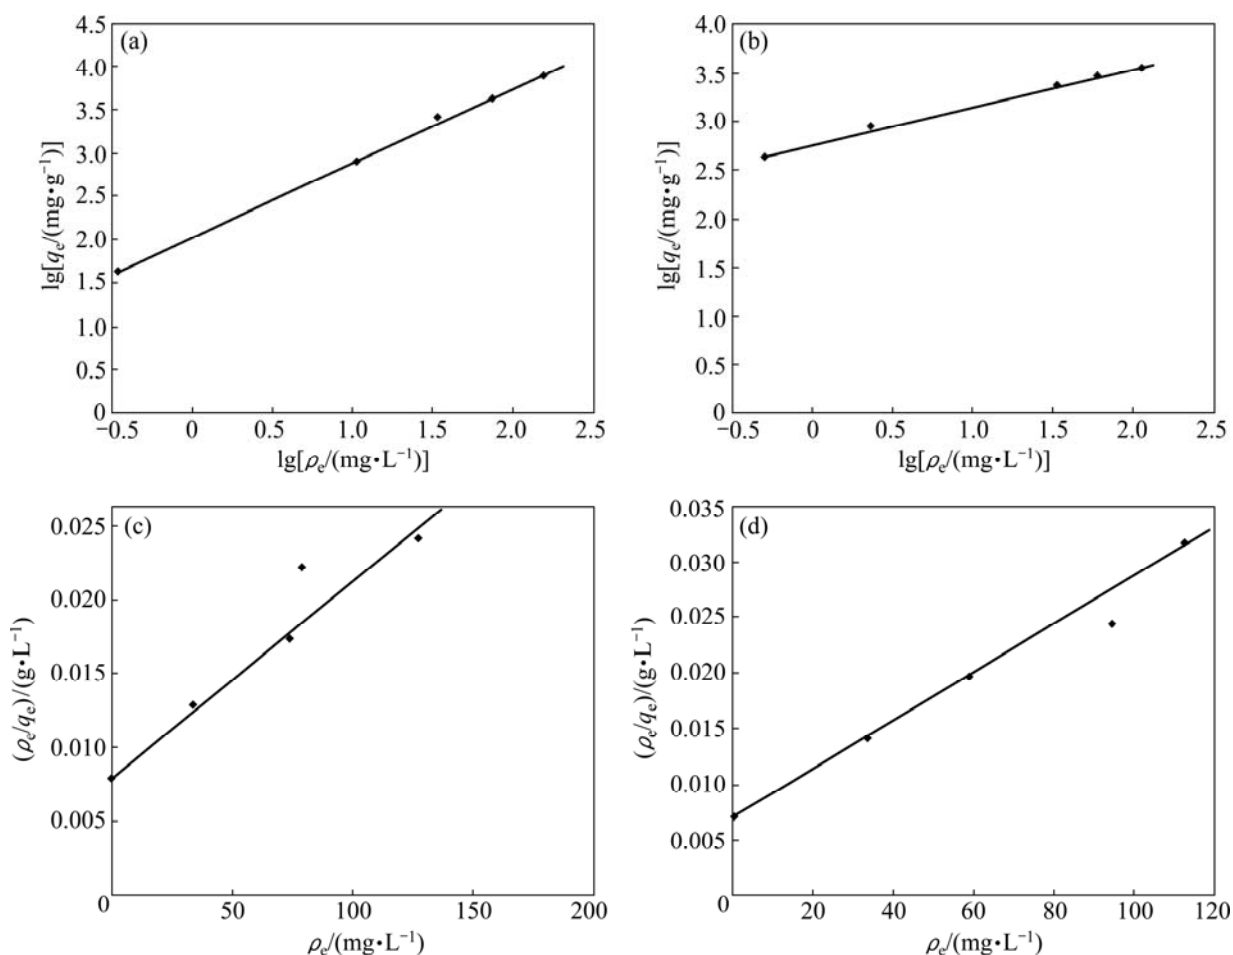 (a)
4.5
4.0
3.5
3.0
2.5
2.0
1.5
1.0
0.5
0
lg[qₑ/(mg•g⁻¹)]
−0.5 0 0.5 1.0 1.5 2.0 2.5
lg[ρₑ/(mg•L⁻¹)]
(b)
4.0
3.5
3.0
2.5
2.0
1.5
1.0
0.5
0
lg[qₑ/(mg•g⁻¹)]
−0.5 0 0.5 1.0 1.5 2.0 2.5
lg[ρₑ/(mg•L⁻¹)]
(c)
0.025
0.020
0.015
0.010
0.005
0
(ρₑ/qₑ)/(g•L⁻¹)
50 100 150 200
ρₑ/(mg•L⁻¹)
(d)
0.035
0.030
0.025
0.020
0.015
0.010
0.005
0
(ρₑ/qₑ)/(g•L⁻¹)
20 40 60 80 100 120
ρₑ/(mg•L⁻¹)